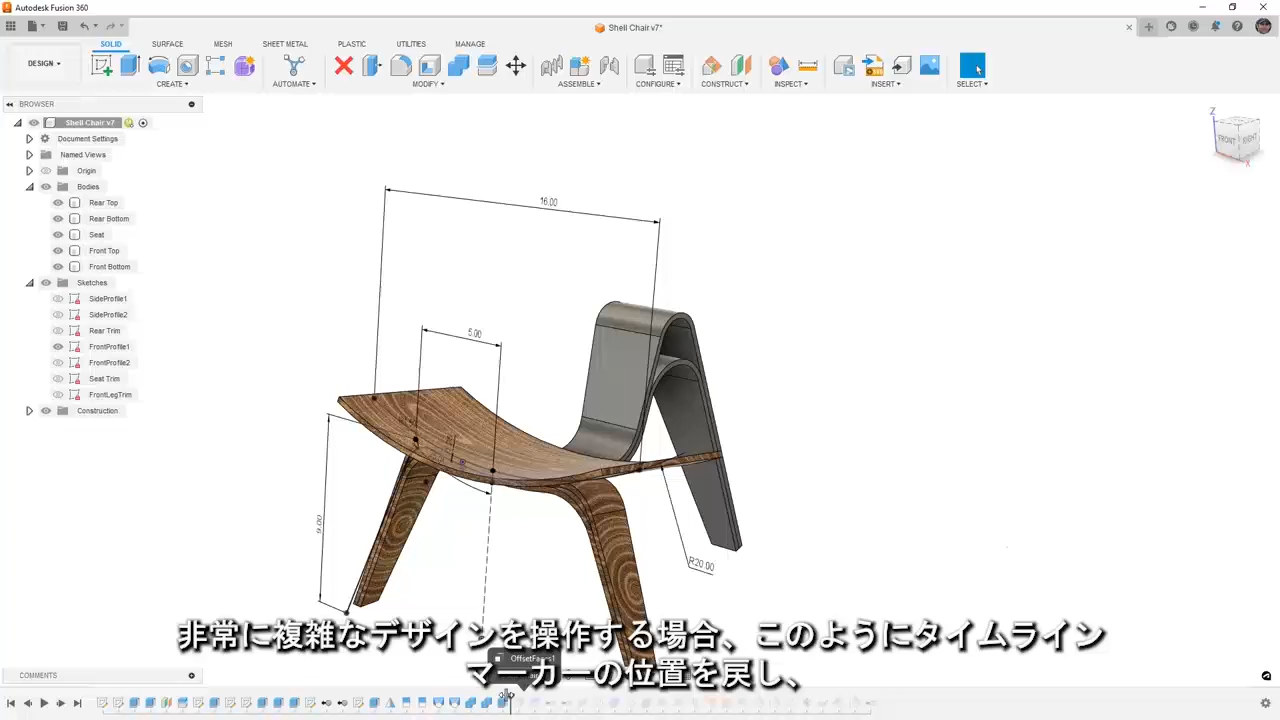 Autodesk Fusion 360
Shell Chair v7*
SOLID SURFACE MESH SHEET METAL PLASTIC UTILITIES MANAGE
DESIGN
CREATE AUTOMATE MODIFY ASSEMBLE CONFIGURE CONSTRUCT INSPECT INSERT SELECT
BROWSER
Shell Chair v7
Document Settings
Named Views
Origin
Bodies
Rear Top
Rear Bottom
Seat
Front Top
Front Bottom
Sketches
SideProfile1
SideProfile2
Rear Trim
FrontProfile1
FrontProfile2
Seat Trim
FrontLegTrim
Construction
Z
FRONT RIGHT
X
16.00
5.00
9.00
R20.00
非常に複雑なデザインを操作する場合、このようにタイムライン
マーカーの位置を戻し、
COMMENTS